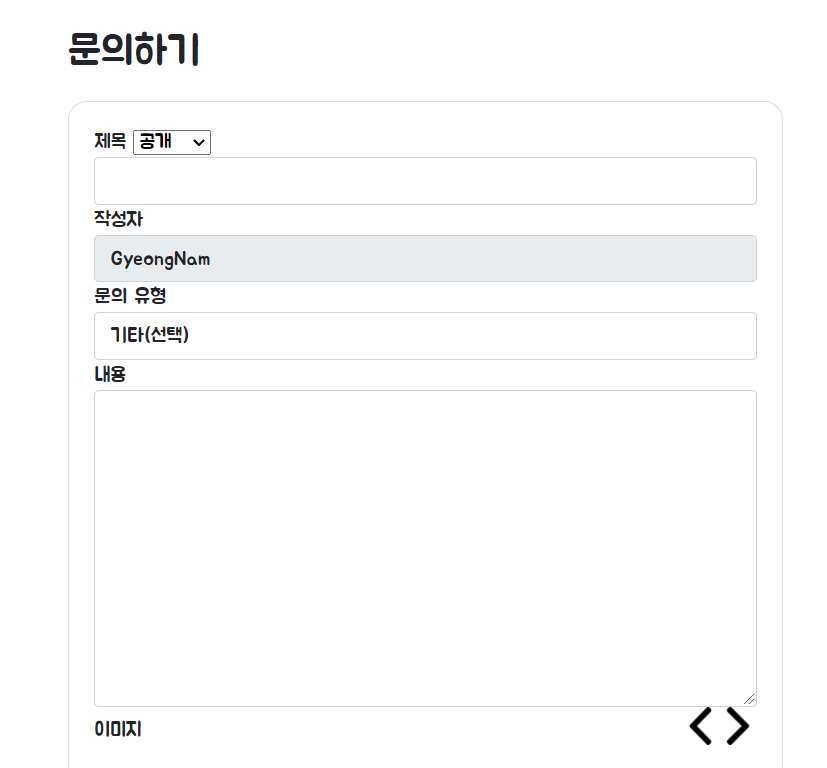 문의하기
제목 공개
작성자
GyeongNam
문의 유형
기타(선택)
내용
이미지